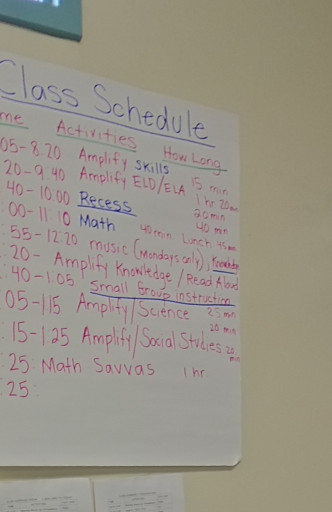 Class Schedule
me Activities How Long
05-8:20 Amplify Skills 15 min
20-9:40 Amplify ELD/ELA 1 hr 20 min
40-10:00 Recess 20 min
00-11:10 Math 40 min
40 min Lunch 45 min
55-12:20 music (Mondays only), Knowledge
20- Amplify Knowledge/Read Aloud
40-1:05 Small Group instruction
05-1:15 Amplify/Science 25 min
10 min
15-1:25 Amplify/Social Studies 20 min
25 Math Savvas 1 hr
25